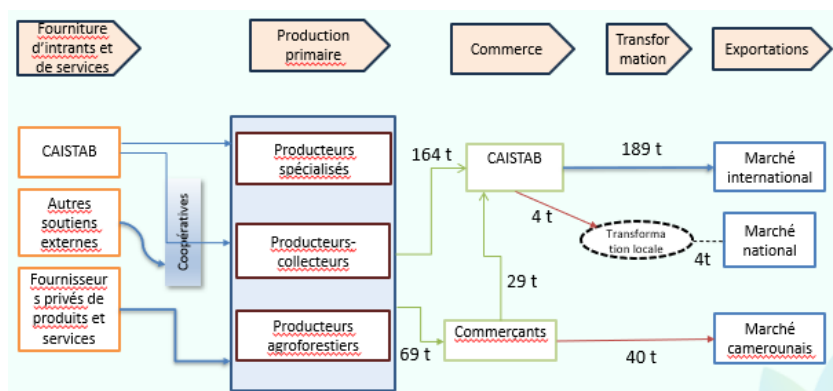 Fourniture
d'intrants et
de services
Production
primaire
Commerce
Transfor
mation
Exportations
CAISTAB
Autres
soutiens
externes
Fournisseur
s privés de
produits et
services
Coopératives
Producteurs
spécialisés
Producteurs-
collecteurs
Producteurs
agroforestiers
164 t
69 t
CAISTAB
29 t
Commerçants
189 t
4 t
Transforma
tion locale
4t
40 t
Marché
international
Marché
national
Marché
camerounais